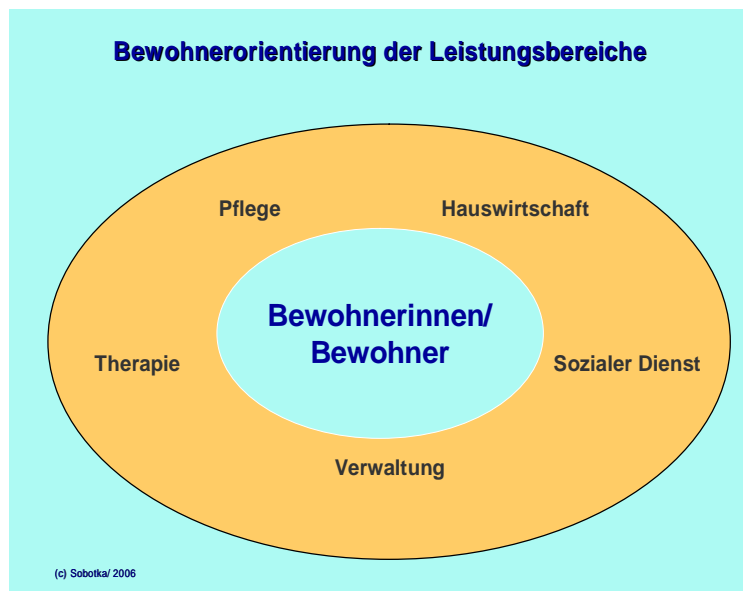 Bewohnerorientierung der Leistungsbereiche
Pflege
Hauswirtschaft
Bewohnerinnen/
Bewohner
Therapie
Sozialer Dienst
Verwaltung
(c) Sobotka/ 2006